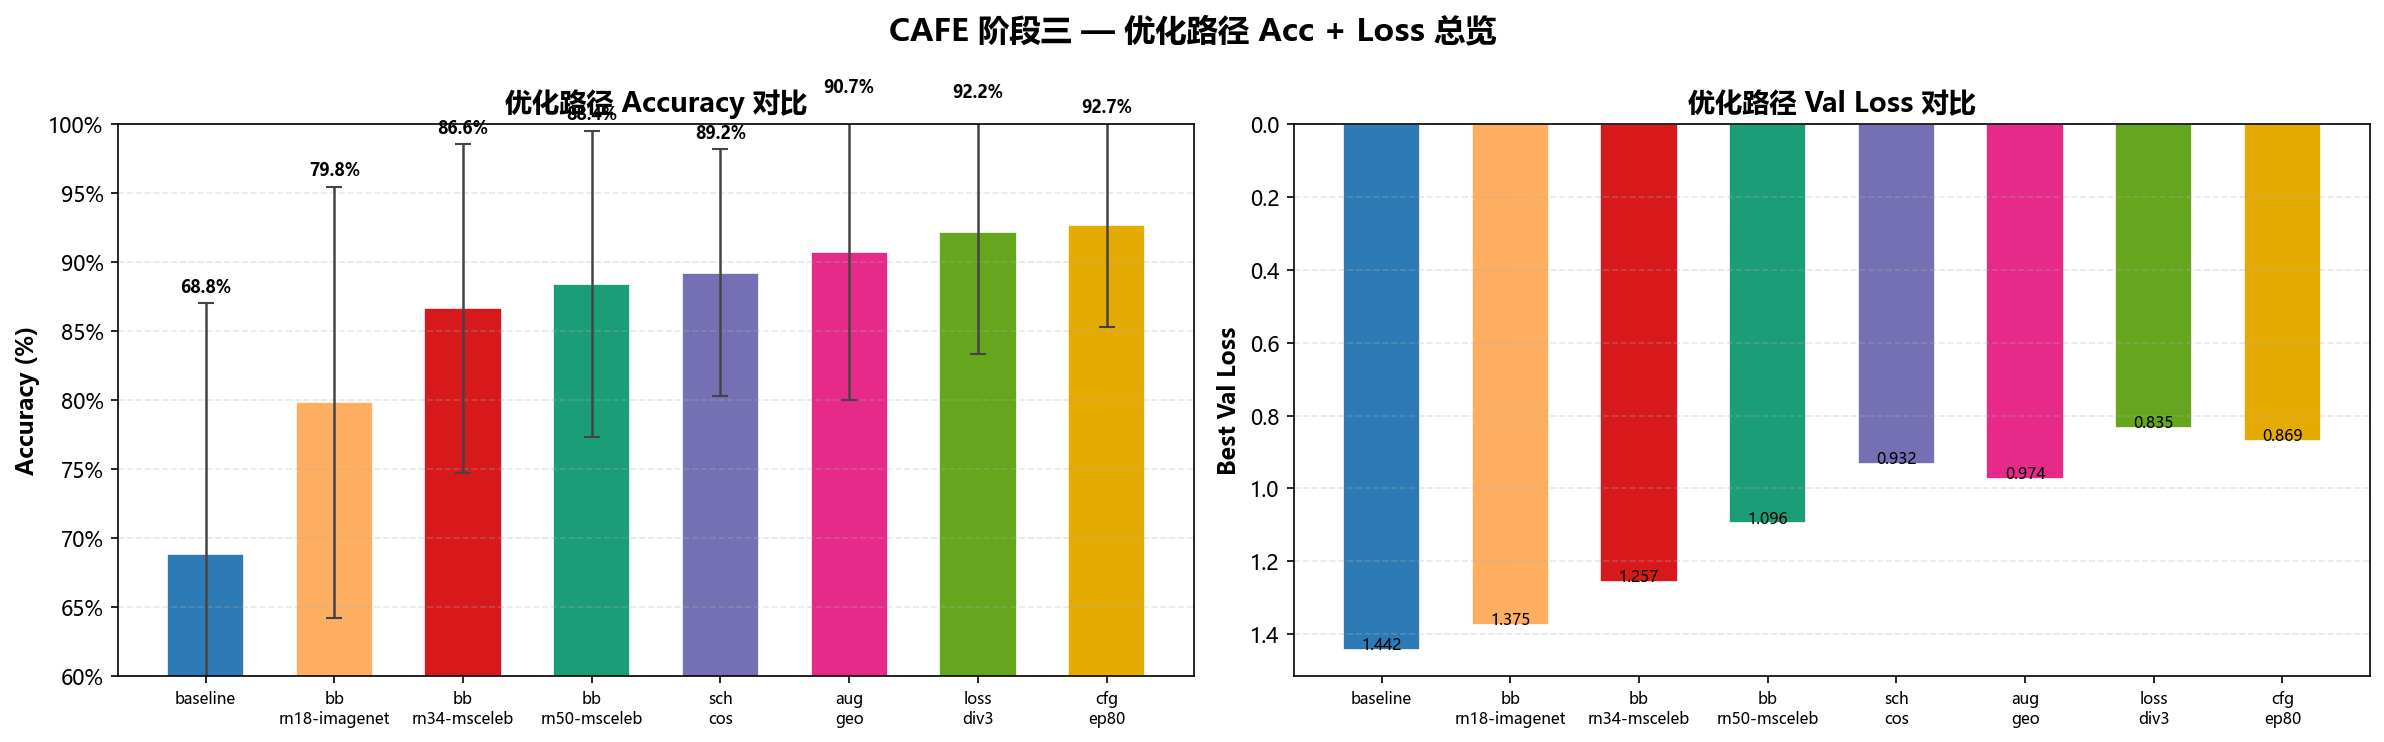 CAFE 阶段三 — 优化路径 Acc + Loss 总览
优化路径 Accuracy 对比
100%
95%
90%
85%
80%
75%
70%
65%
60%
Accuracy (%)
68.8%
79.8%
86.6%
88.4%
89.2%
90.7%
92.2%
92.7%
baseline
bb
rn18-imagenet
bb
rn34-msceleb
bb
rn50-msceleb
sch
cos
aug
geo
loss
div3
cfg
ep80
优化路径 Val Loss 对比
0.0
0.2
0.4
0.6
0.8
1.0
1.2
1.4
Best Val Loss
1.442
1.375
1.257
1.096
0.932
0.974
0.835
0.869
baseline
bb
rn18-imagenet
bb
rn34-msceleb
bb
rn50-msceleb
sch
cos
aug
geo
loss
div3
cfg
ep80